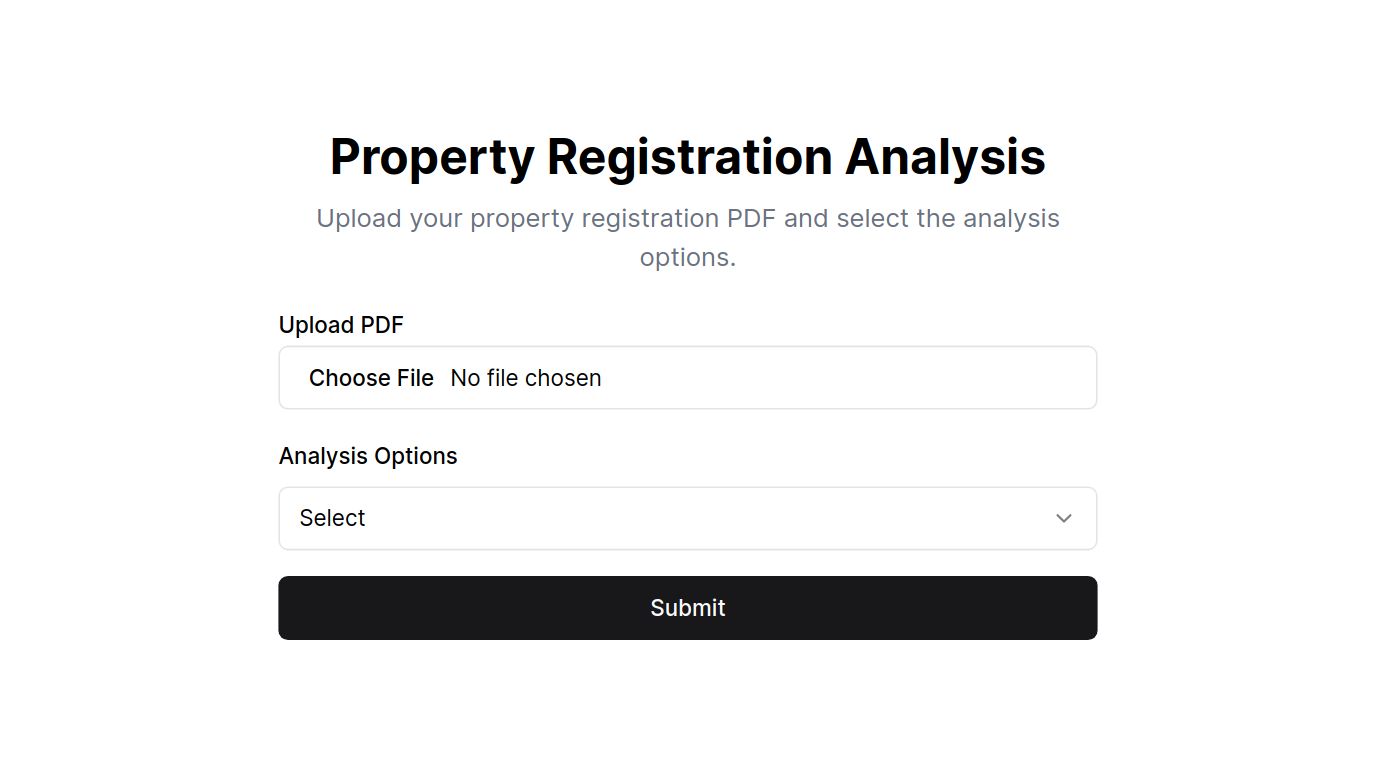 Property Registration Analysis
Upload your property registration PDF and select the analysis
options.
Upload PDF
Choose File No file chosen
Analysis Options
Select
Submit